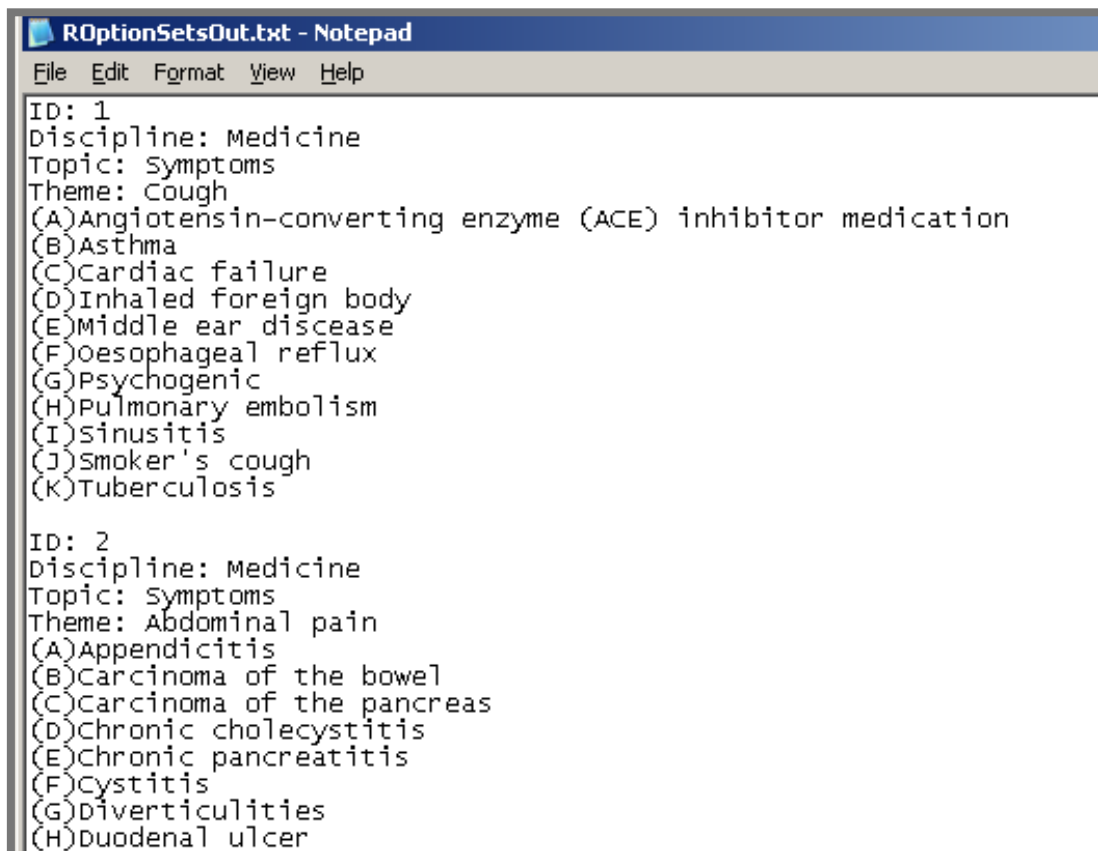 ROptionSetsOut.txt - Notepad
File Edit Format View Help
ID: 1
Discipline: Medicine
Topic: Symptoms
Theme: Cough
(A)Angiotensin-converting enzyme (ACE) inhibitor medication
(B)Asthma
(C)Cardiac failure
(D)Inhaled foreign body
(E)Middle ear discease
(F)Oesophageal reflux
(G)Psychogenic
(H)Pulmonary embolism
(I)Sinusitis
(J)Smoker's cough
(K)Tuberculosis
ID: 2
Discipline: Medicine
Topic: Symptoms
Theme: Abdominal pain
(A)Appendicitis
(B)Carcinoma of the bowel
(C)Carcinoma of the pancreas
(D)Chronic cholecystitis
(E)Chronic pancreatitis
(F)Cystitis
(G)Diverticulities
(H)Duodenal ulcer